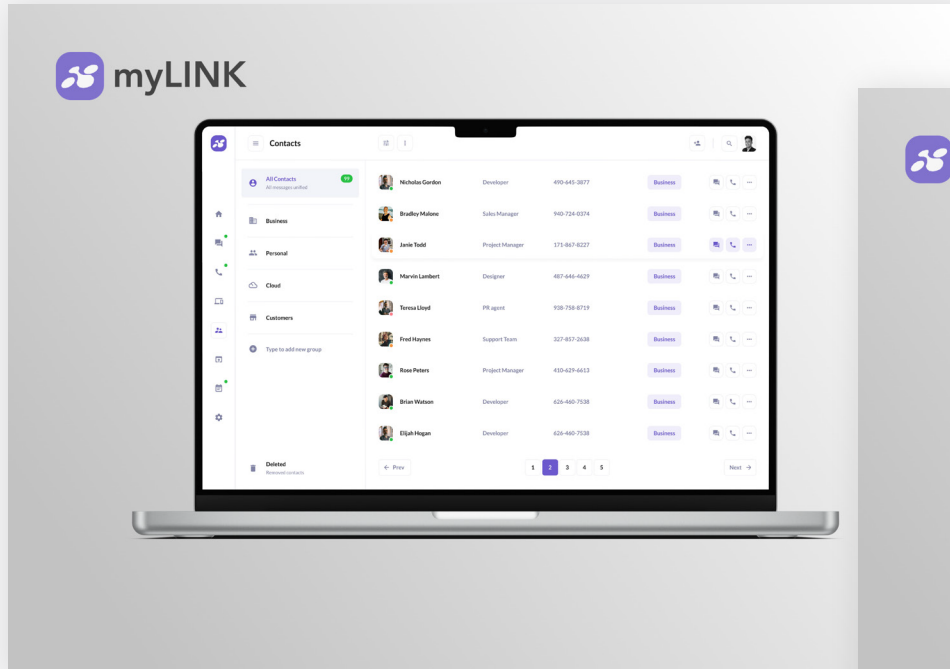 myLINK
Contacts
All Contacts
All messages unified
99
Business
Personal
Cloud
Customers
Type to add new group
Deleted
Removed contacts
Nicholas Gordon Developer 490-645-3877 Business
Bradley Malone Sales Manager 940-724-0374 Business
Janie Todd Project Manager 171-867-8227 Business
Marvin Lambert Designer 487-646-4629 Business
Teresa Lloyd PR agent 938-758-8719 Business
Fred Haynes Support Team 327-857-2638 Business
Rose Peters Project Manager 410-629-6613 Business
Brian Watson Developer 626-460-7538 Business
Elijah Hogan Developer 626-460-7538 Business
Prev 1 2 3 4 5 Next